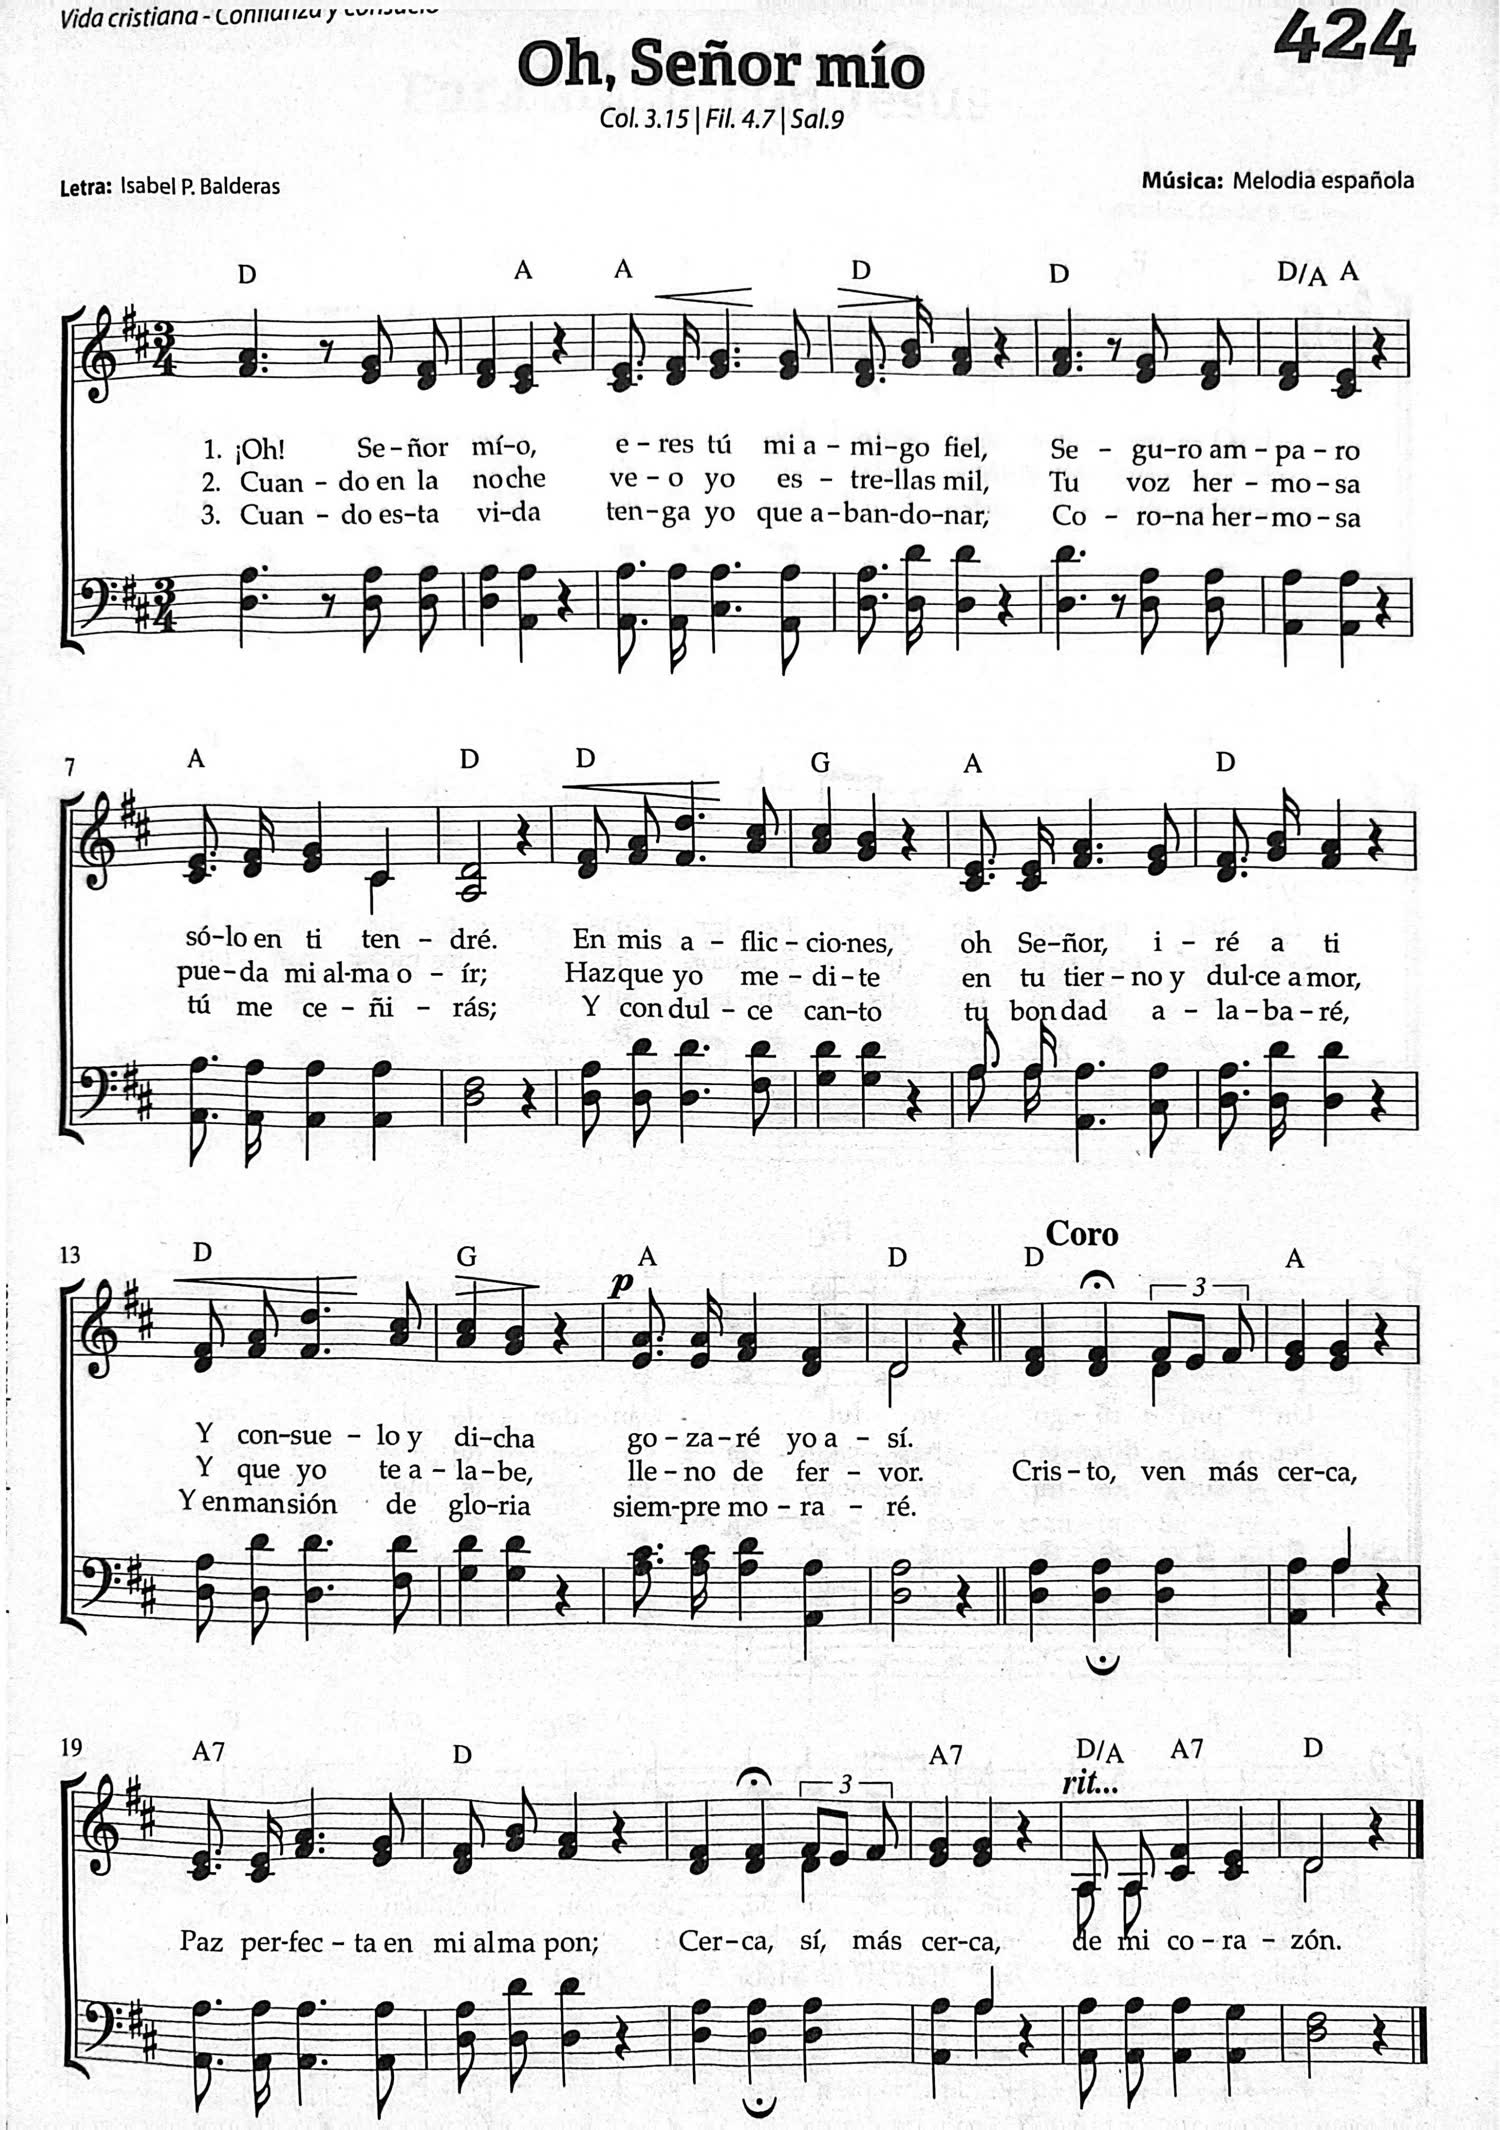 Vida cristiana - Confianza y consuelo
424
Oh, Señor mío
Col. 3.15 | Fil. 4.7 | Sal.9
Letra: Isabel P. Balderas
Música: Melodia española
D A A D D D/A A
3/4
1. ¡Oh! Se-ñor mí-o, e-res tú mi a-mi-go fiel, Se-gu-ro am-pa-ro
2. Cuan-do en la noche ve-o yo es-tre-llas mil, Tu voz her-mo-sa
3. Cuan-do es-ta vi-da ten-ga yo que a-ban-do-nar; Co-ro-na her-mo-sa
3/4
7 A D D G A D
só-lo en ti ten-dré. En mis a-flic-cio-nes, oh Se-ñor, i-ré a ti
pue-da mi al-ma o-ír; Haz que yo me-di-te en tu tier-no y dul-ce a mor,
tú me ce-ñi-rás; Y con dul-ce can-to tu bon dad a-la-ba-ré,
Coro
13 D G A D D A
p 3
Y con-sue-lo y di-cha go-za-ré yo a-sí.
Y que yo te a-la-be, lle-no de fer-vor. Cris-to, ven más cer-ca,
Y en mansión de glo-ria siem-pre mo-ra-ré.
19 A7 D A7 D/A A7 D
3 rit...
Paz per-fec-ta en mi al ma pon; Cer-ca, sí, más cer-ca, de mi co-ra-zón.